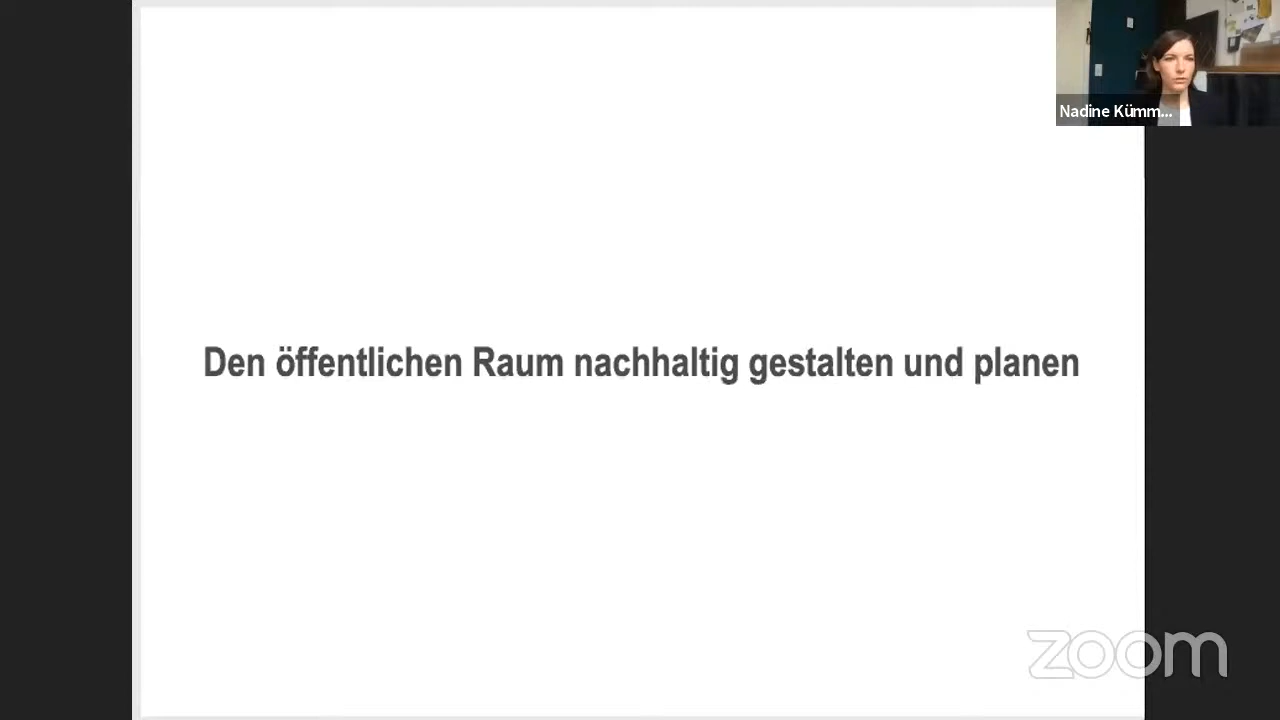 Nadine Kümm...
Den öffentlichen Raum nachhaltig gestalten und planen
zoom